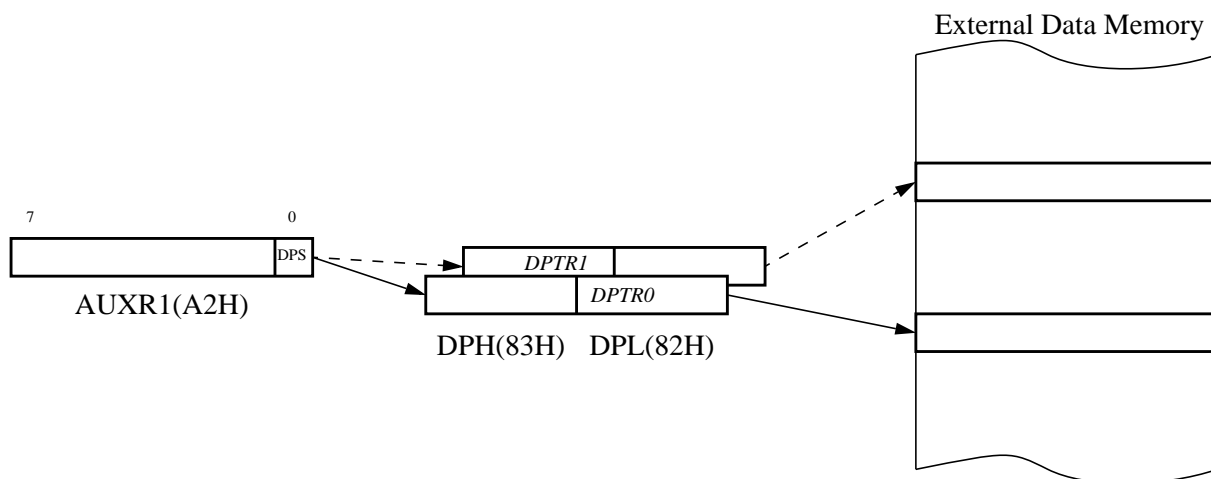 External Data Memory
7 0
DPS
DPTR1
DPTR0
AUXR1(A2H)
DPH(83H) DPL(82H)